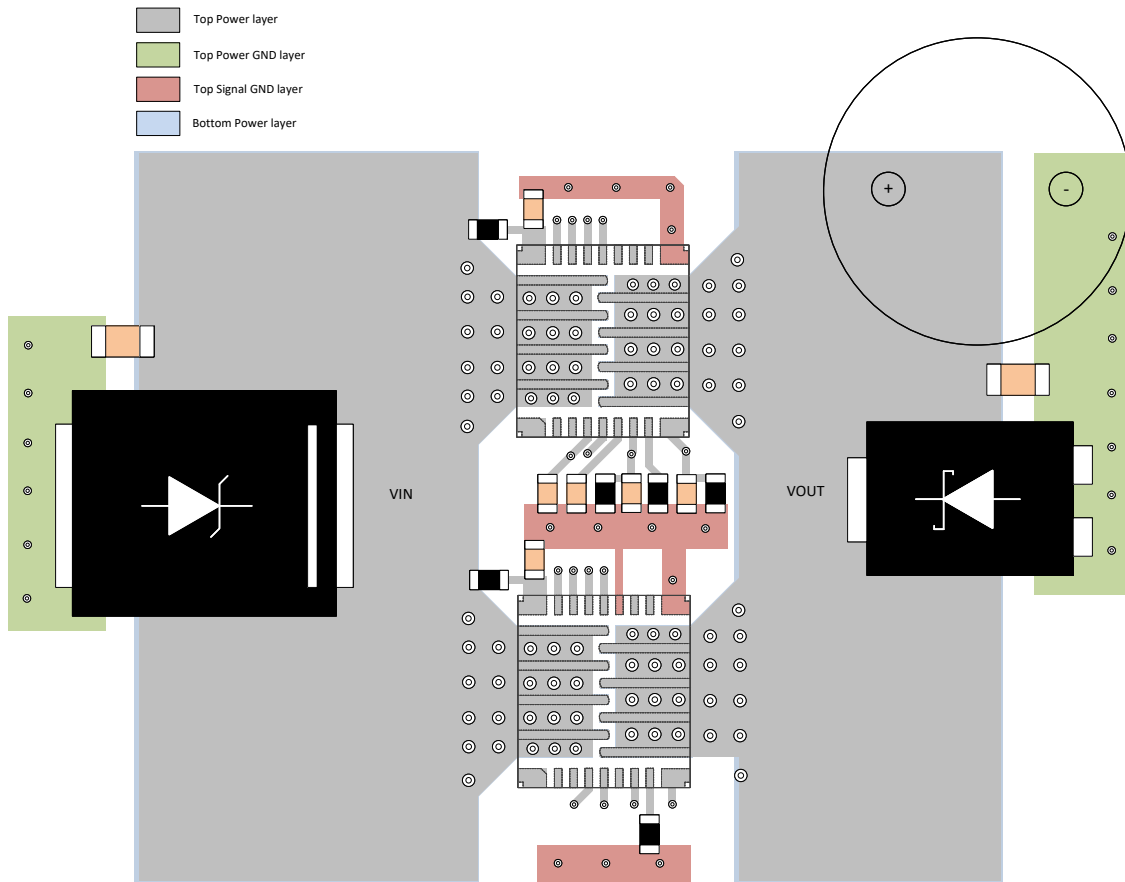 Top Power layer
Top Power GND layer
Top Signal GND layer
Bottom Power layer
+
-
VIN
VOUT